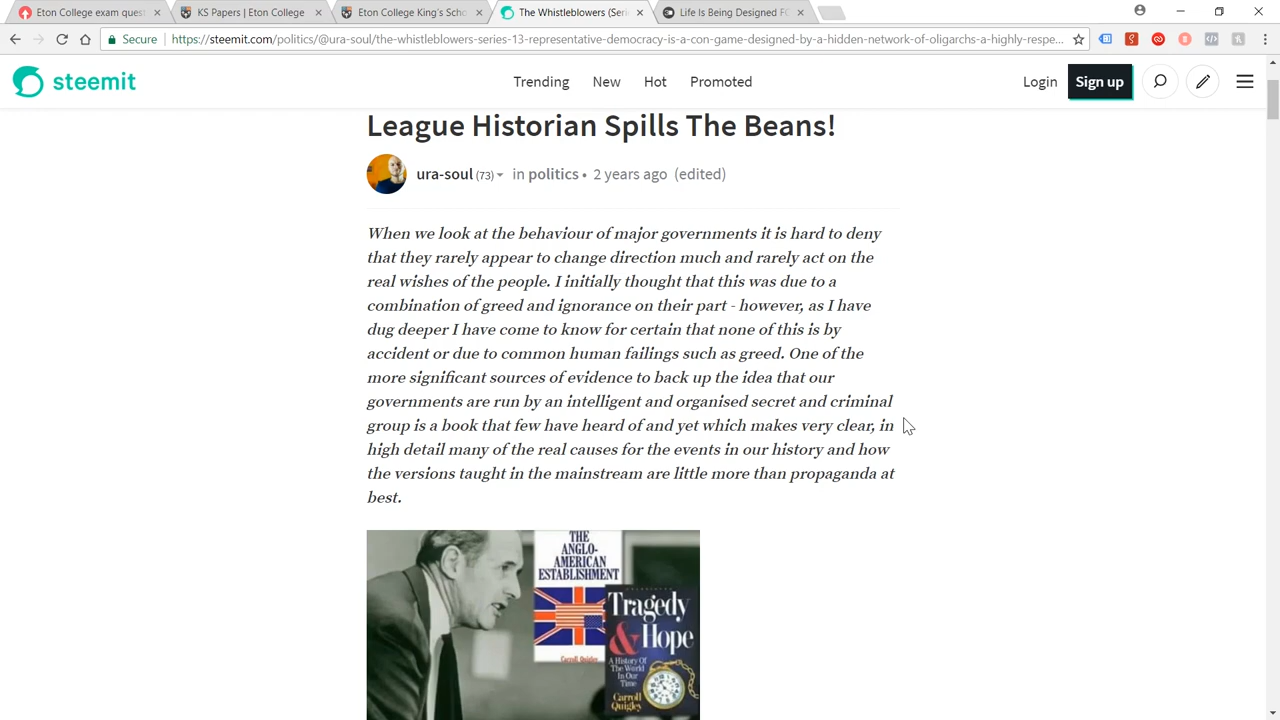 Eton College exam quest
KS Papers | Eton College
Eton College King's Scho
The Whistleblowers (Seri
Life Is Being Designed FO
Secure
https://steemit.com/politics/@ura-soul/the-whistleblowers-series-13-representative-democracy-is-a-con-game-designed-by-a-hidden-network-of-oligarchs-a-highly-respe...
steemit
Trending New Hot Promoted
Login Sign up
League Historian Spills The Beans!
ura-soul (73) in politics • 2 years ago (edited)
When we look at the behaviour of major governments it is hard to deny
that they rarely appear to change direction much and rarely act on the
real wishes of the people. I initially thought that this was due to a
combination of greed and ignorance on their part - however, as I have
dug deeper I have come to know for certain that none of this is by
accident or due to common human failings such as greed. One of the
more significant sources of evidence to back up the idea that our
governments are run by an intelligent and organised secret and criminal
group is a book that few have heard of and yet which makes very clear, in
high detail many of the real causes for the events in our history and how
the versions taught in the mainstream are little more than propaganda at
best.
THE
ANGLO-
AMERICAN
ESTABLISHMENT
Carroll Quigley
Tragedy
& Hope
A History Of
The World
In Our
Time
Carroll
Quigley